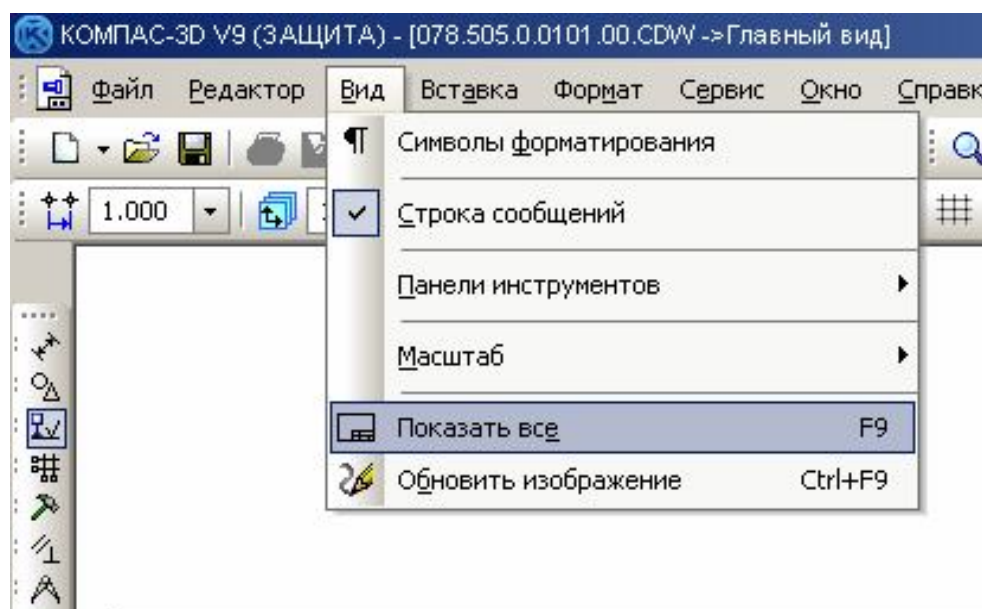 КОМПАС-3D V9 (ЗАЩИТА) - [078.505.0.0101.00.CDW ->Главный вид]
Файл Редактор Вид Вставка Формат Сервис Окно Справк
Символы форматирования
1.000
Строка сообщений
Панели инструментов
Масштаб
Показать все F9
Обновить изображение Ctrl+F9